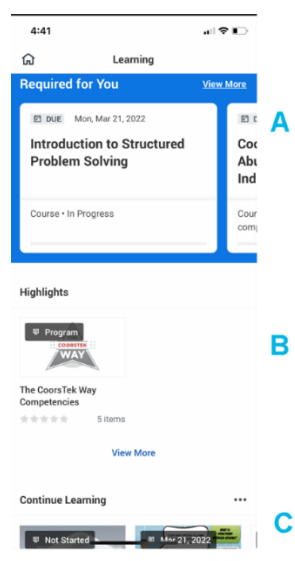 4:41
Learning
Required for You View More
DUE Mon, Mar 21, 2022
Introduction to Structured
Problem Solving
Course • In Progress
A
Highlights
Program
COORSTEK
WAY
The CoorsTek Way
Competencies
5 items
View More
B
Continue Learning
Not Started
Mar 21, 2022
C